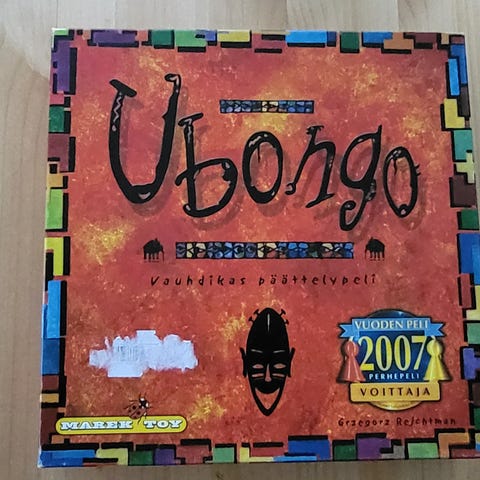 Ubongo
Vauhdikas päättelypeli
VUODEN PELI
2007
PERHEPELI
VOITTAJA
MAREK TOY
Grzegorz Rejchtman